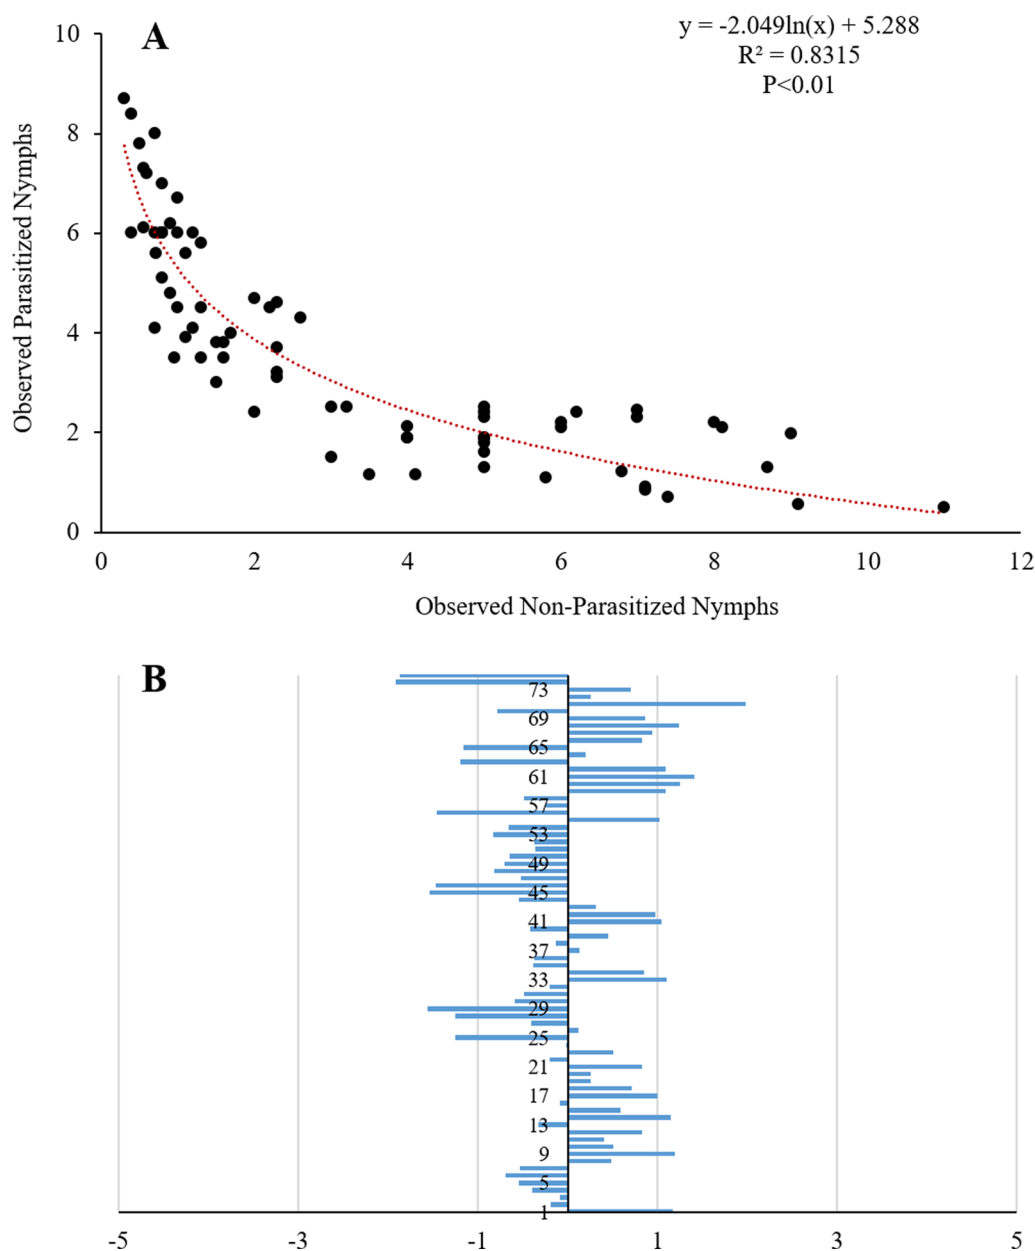 A
y = -2.049ln(x) + 5.288
R² = 0.8315
P<0.01
10
8
6
4
2
0
Observed Parasitized Nymphs
0 2 4 6 8 10 12
Observed Non-Parasitized Nymphs
B
73
69
65
61
57
53
49
45
41
37
33
29
25
21
17
13
9
5
1
-5 -3 -1 1 3 5